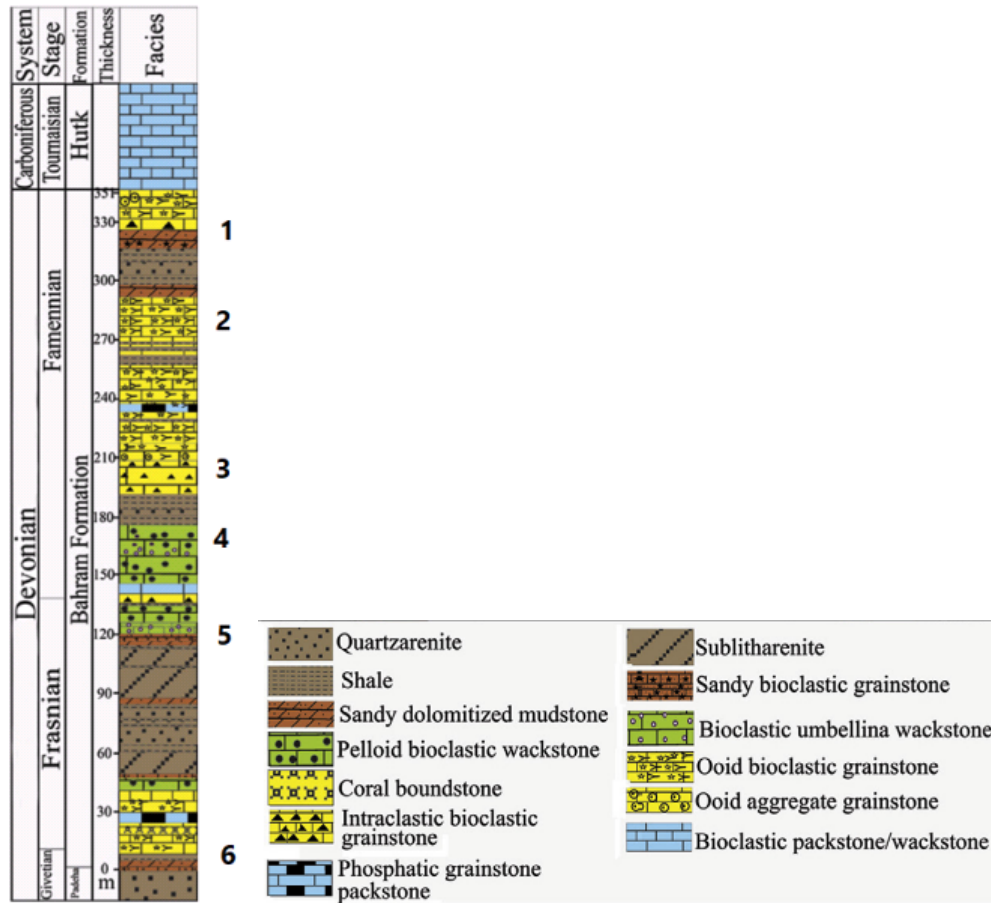 System
Stage
Formation
Thickness
Facies
Carboniferous
Tournaisian
Hutk
Devonian
Famennian
Frasnian
Givetian
Bahram Formation
Padeha
351
330
300
270
240
210
180
150
120
90
60
30
0
m
1
2
3
4
5
6
Quartzarenite
Shale
Sandy dolomitized mudstone
Pelloid bioclastic wackstone
Coral boundstone
Intraclastic bioclastic
grainstone
Phosphatic grainstone
packstone
Sublitharenite
Sandy bioclastic grainstone
Bioclastic umbellina wackstone
Ooid bioclastic grainstone
Ooid aggregate grainstone
Bioclastic packstone/wackstone